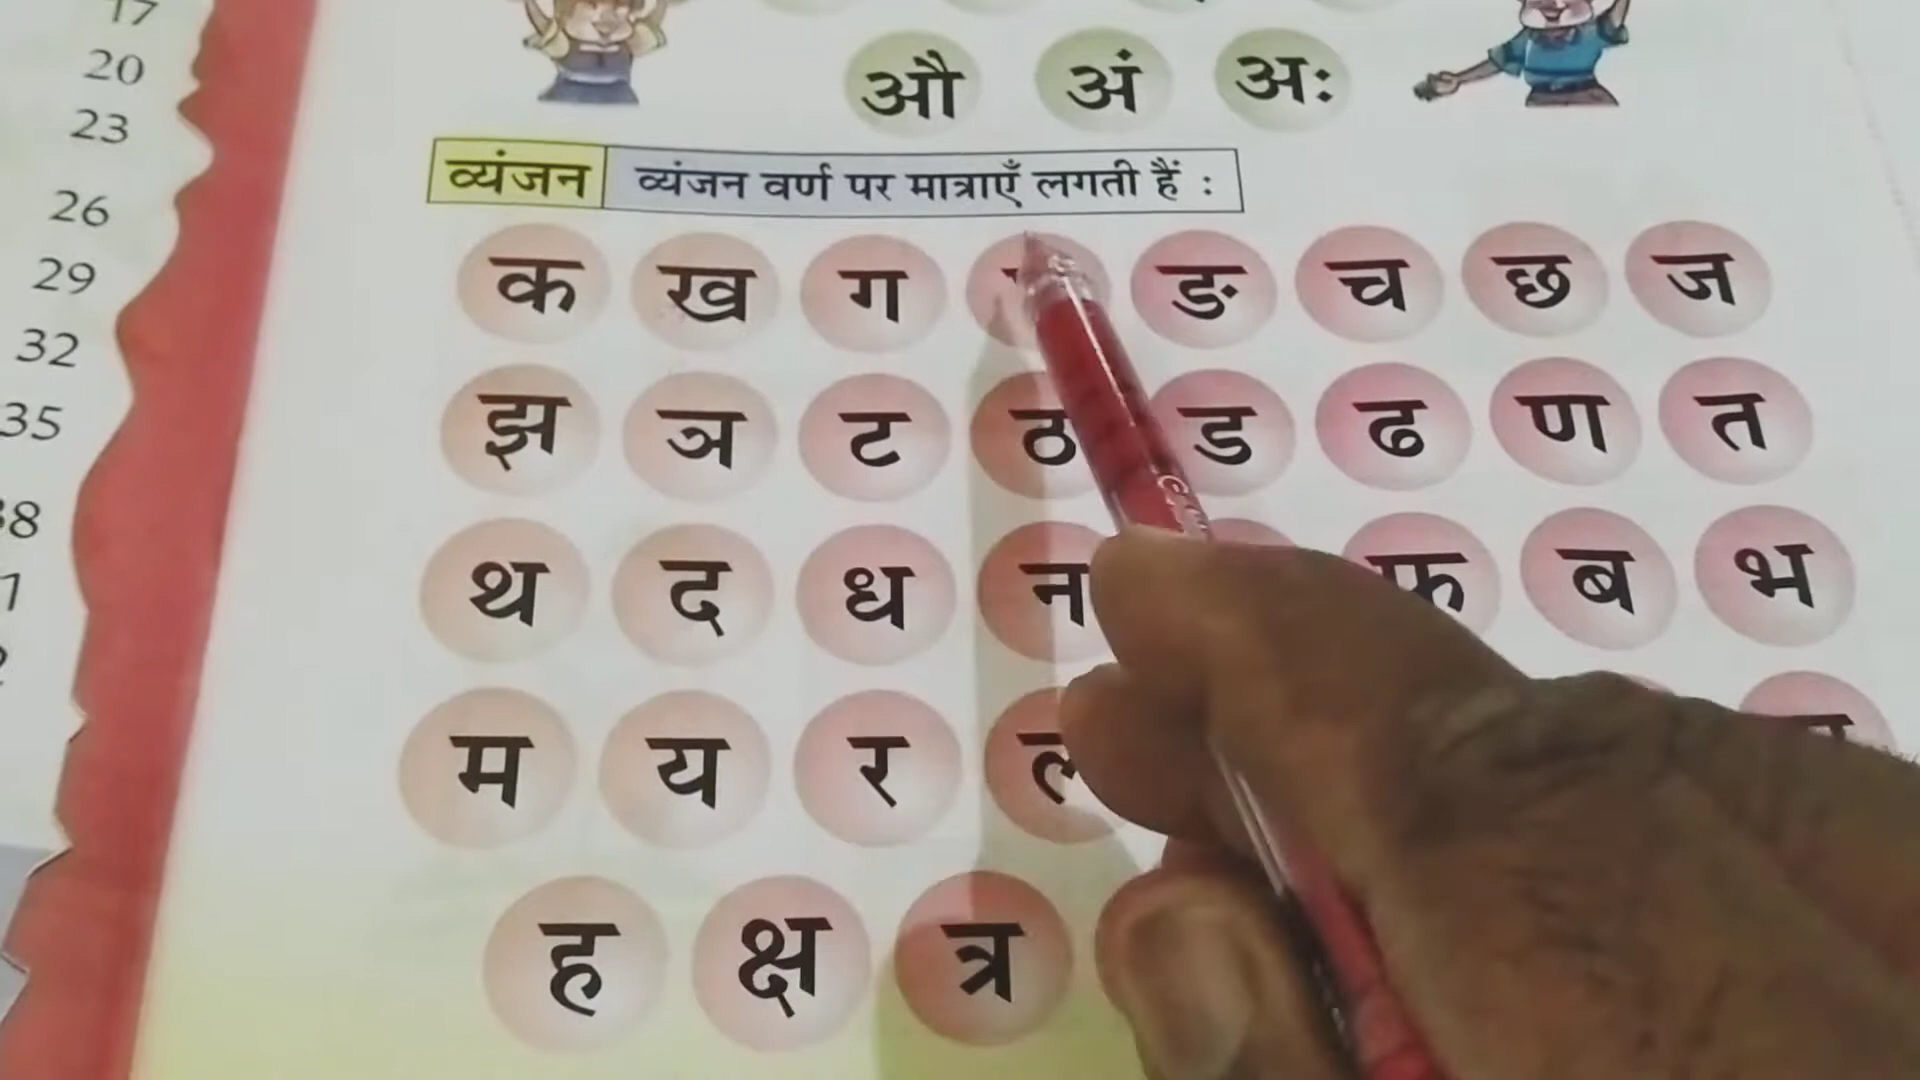 17
20
23
26
29
32
35
औ अं अः
व्यंजन व्यंजन वर्ण पर मात्राएँ लगती हैं :
क ख ग ङ च छ ज
झ ञ ट ठ ड ढ ण त
थ द ध न फ ब भ
म य र ल
ह क्ष त्र